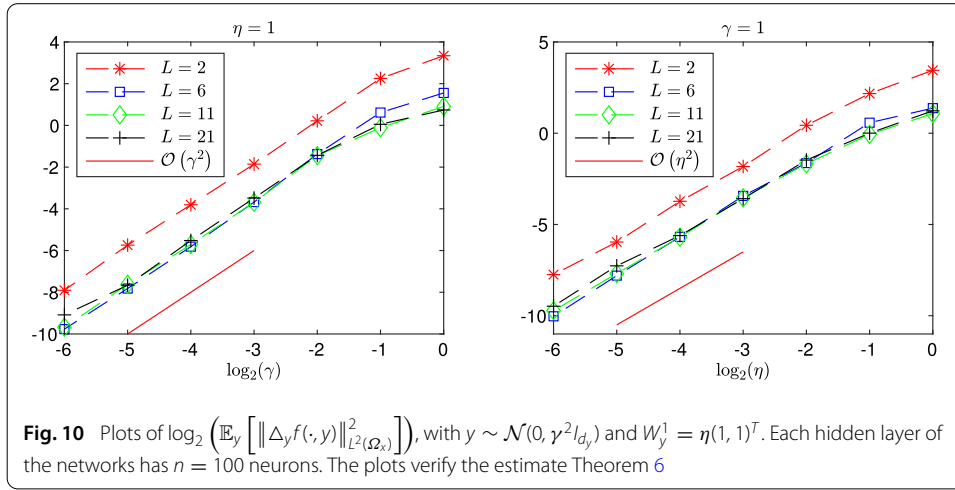 η = 1
4
2
0
-2
-4
-6
-8
-10
L = 2
L = 6
L = 11
L = 21
O (γ²)
-6 -5 -4 -3 -2 -1 0
log₂(γ)
γ = 1
5
0
-5
-10
L = 2
L = 6
L = 11
L = 21
O (η²)
-6 -5 -4 -3 -2 -1 0
log₂(η)
Fig. 10 Plots of log₂ (𝔼_y [‖Δ_y f(·, y)‖²_{L²(Ω_x)}]), with y ∼ N(0, γ²I_{d_y}) and W_y^1 = η(1, 1)^T. Each hidden layer of
the networks has n = 100 neurons. The plots verify the estimate Theorem 6